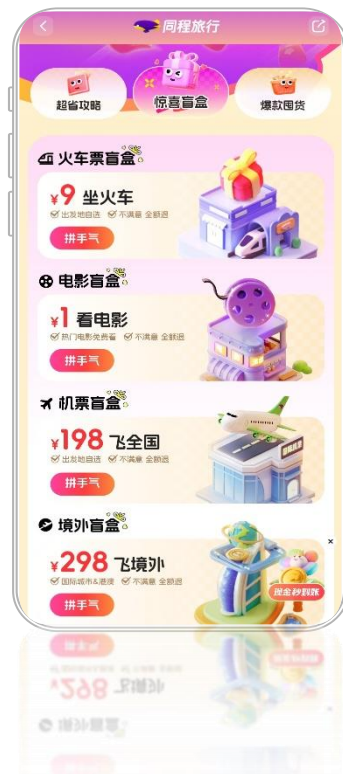 同程旅行
超省攻略
惊喜盲盒
爆款囤货
火车票盲盒
¥9 坐火车
出发地自选 不满意 全额退
拼手气
电影盲盒
¥1 看电影
热门电影免费看 不满意 全额退
拼手气
机票盲盒
¥198 飞全国
出发地自选 不满意 全额退
拼手气
境外盲盒
¥298 飞境外
国际城市&港澳 不满意 全额退
现金秒到账
拼手气